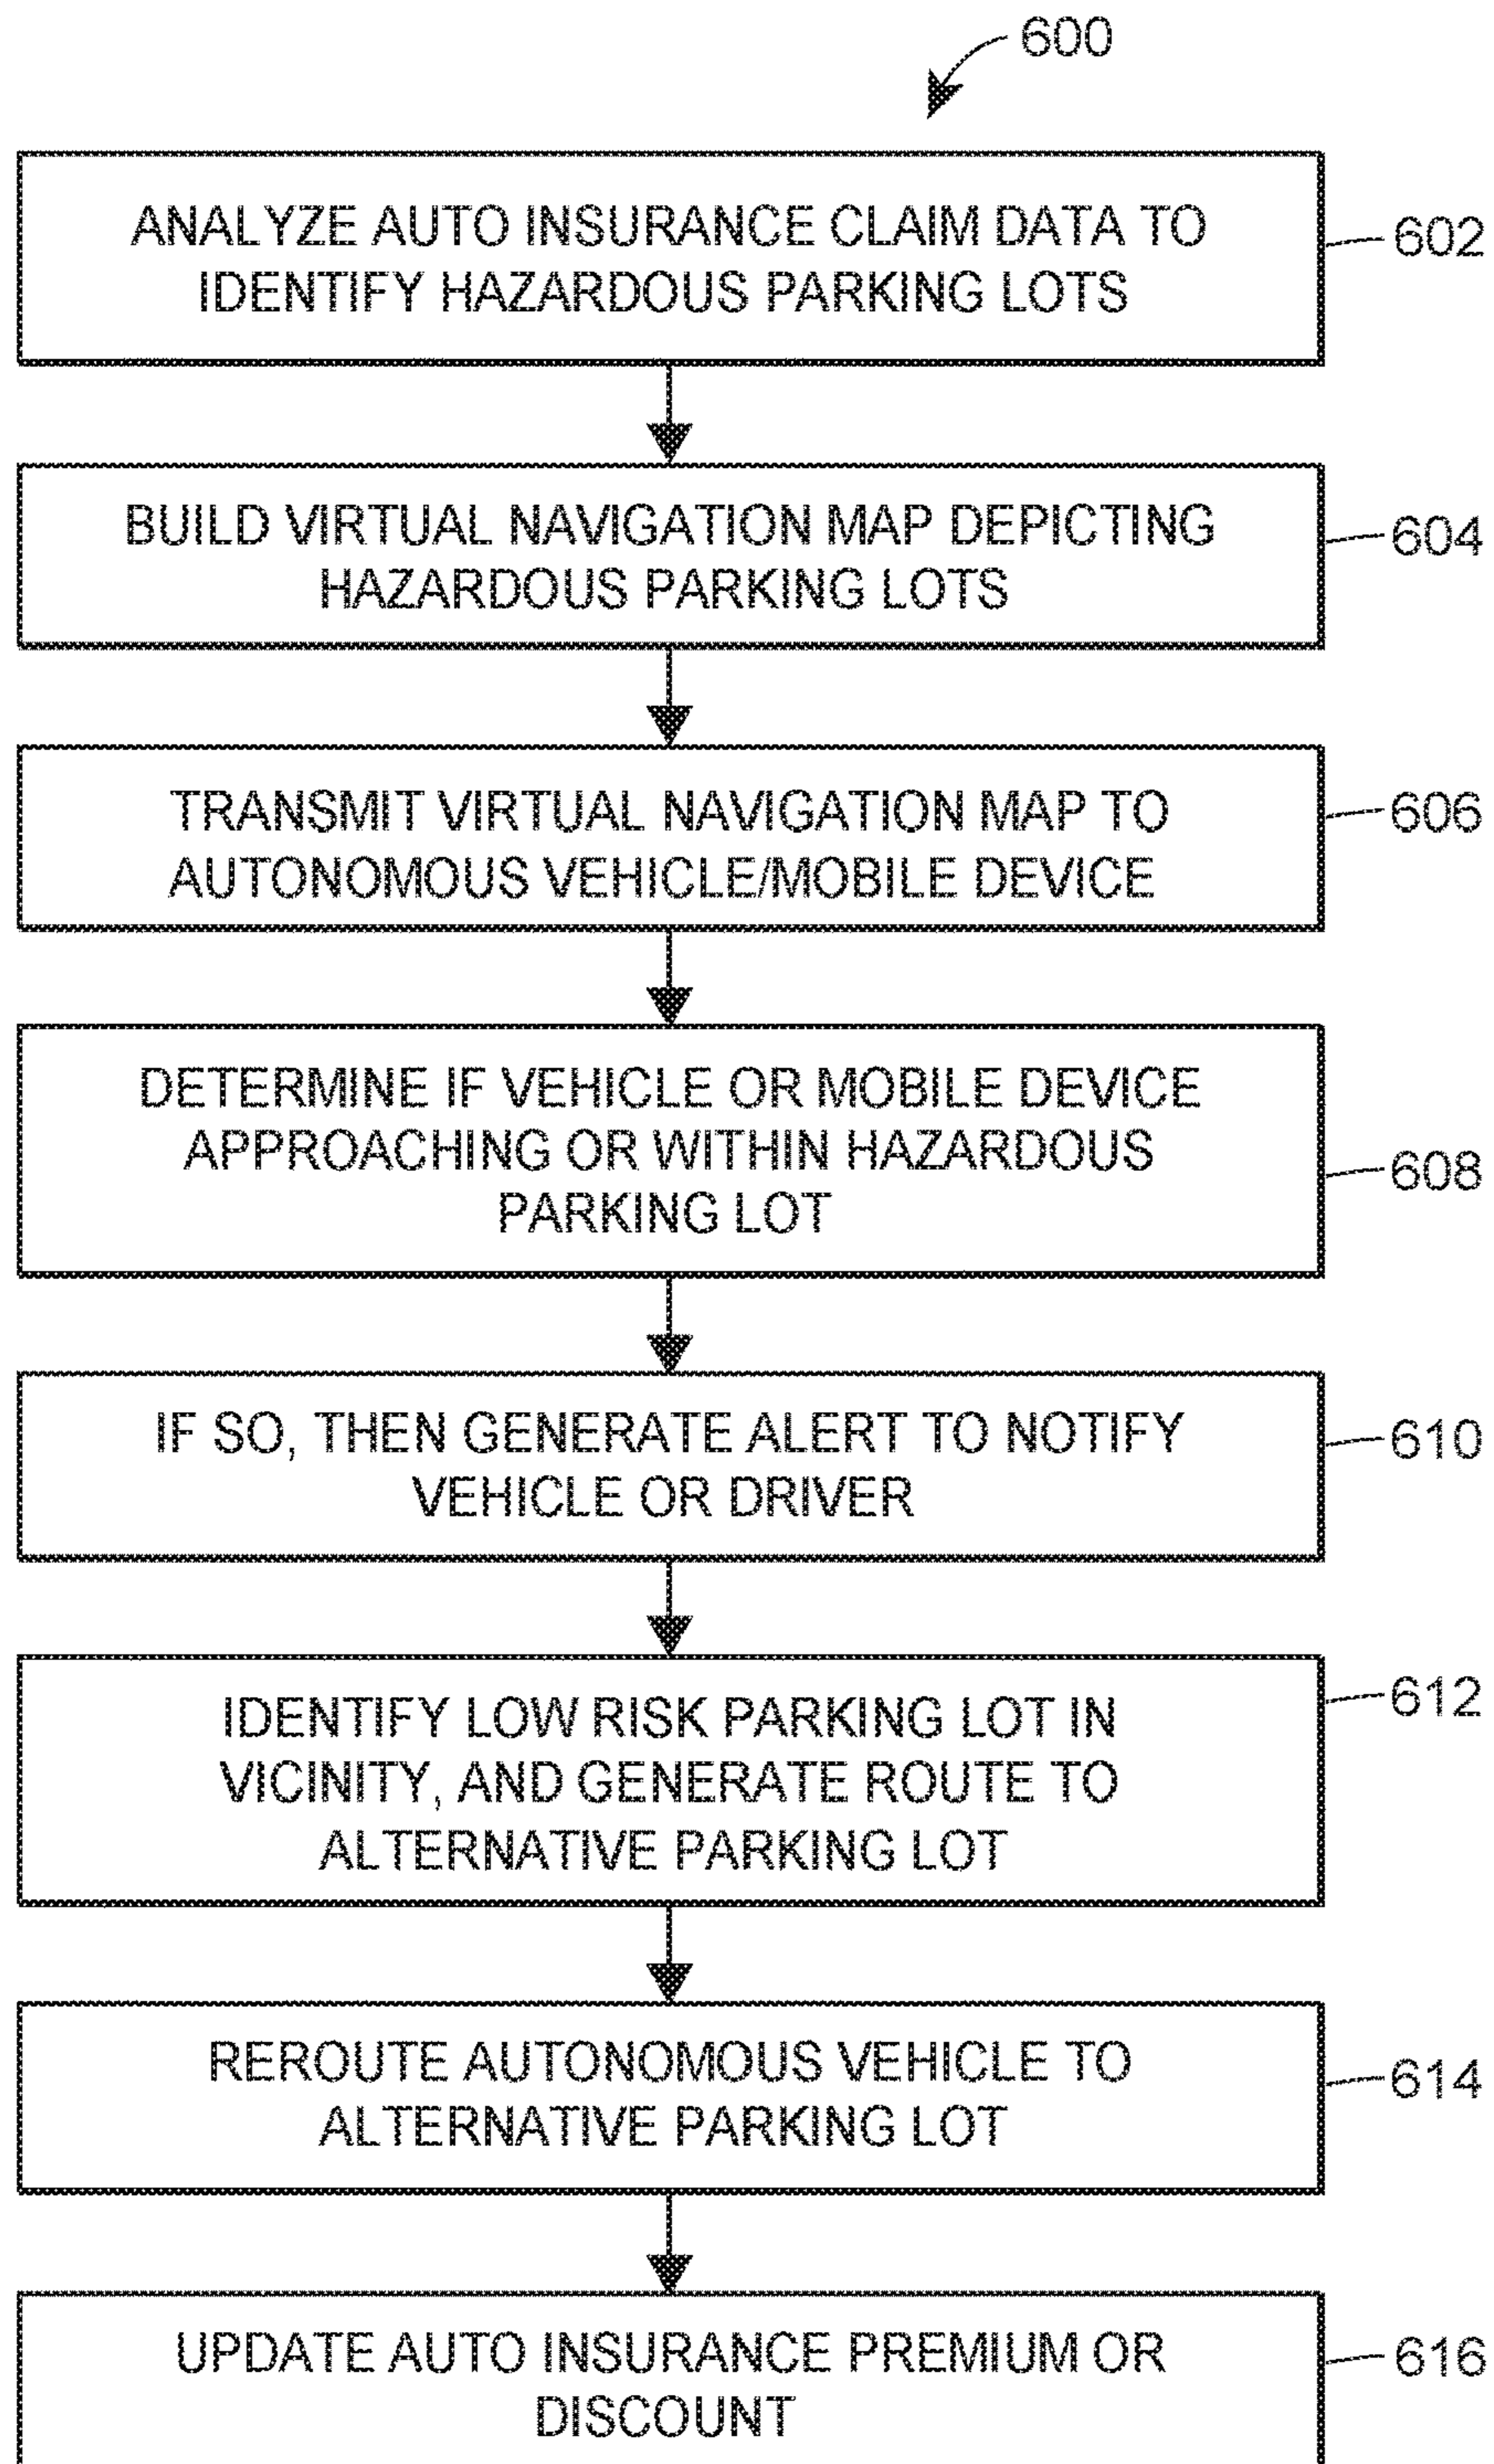 600
ANALYZE AUTO INSURANCE CLAIM DATA TO
IDENTIFY HAZARDOUS PARKING LOTS
602
BUILD VIRTUAL NAVIGATION MAP DEPICTING
HAZARDOUS PARKING LOTS
604
TRANSMIT VIRTUAL NAVIGATION MAP TO
AUTONOMOUS VEHICLE/MOBILE DEVICE
606
DETERMINE IF VEHICLE OR MOBILE DEVICE
APPROACHING OR WITHIN HAZARDOUS
PARKING LOT
608
IF SO, THEN GENERATE ALERT TO NOTIFY
VEHICLE OR DRIVER
610
IDENTIFY LOW RISK PARKING LOT IN
VICINITY, AND GENERATE ROUTE TO
ALTERNATIVE PARKING LOT
612
REROUTE AUTONOMOUS VEHICLE TO
ALTERNATIVE PARKING LOT
614
UPDATE AUTO INSURANCE PREMIUM OR
DISCOUNT
616